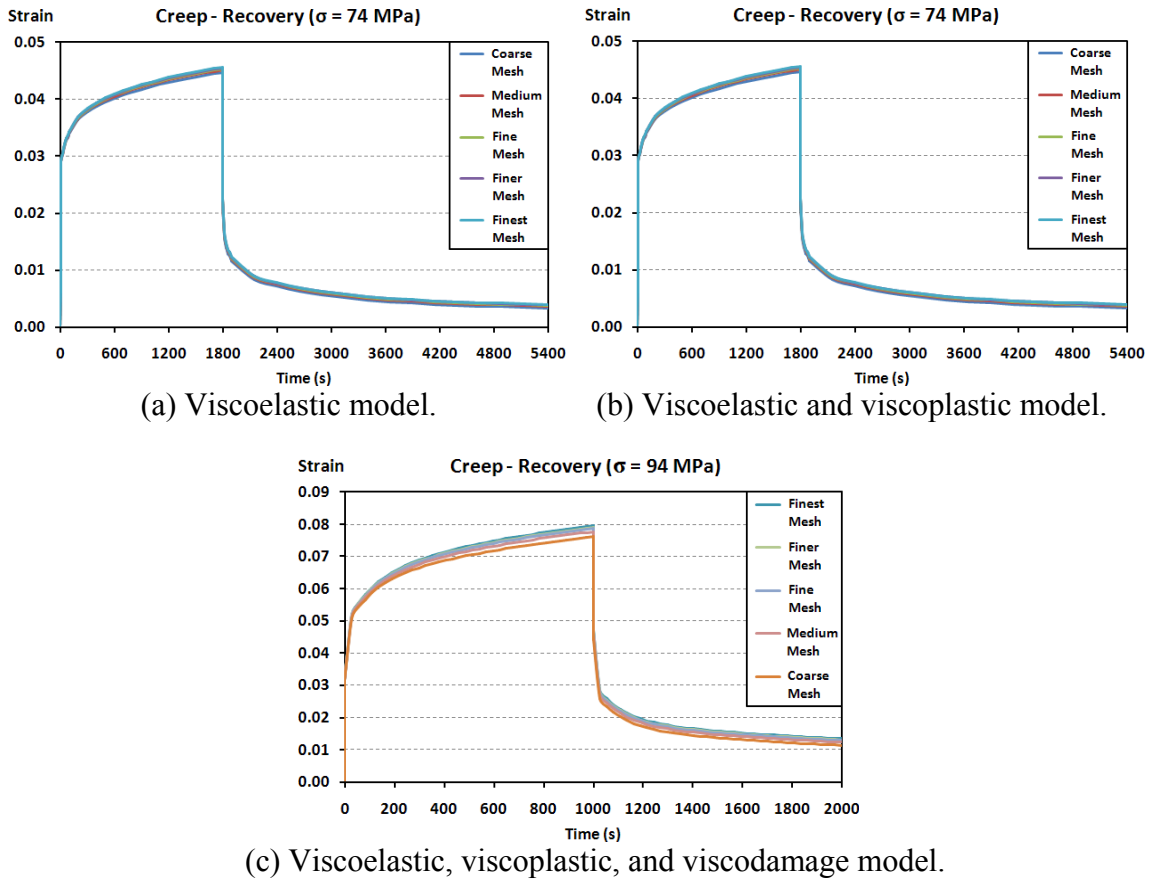 Strain
Creep - Recovery (σ = 74 MPa)
0.05
0.04
0.03
0.02
0.01
0.00
0 600 1200 1800 2400 3000 3600 4200 4800 5400
Time (s)
Coarse
Mesh
Medium
Mesh
Fine
Mesh
Finer
Mesh
Finest
Mesh
(a) Viscoelastic model.
Strain
Creep - Recovery (σ = 74 MPa)
0.05
0.04
0.03
0.02
0.01
0.00
0 600 1200 1800 2400 3000 3600 4200 4800 5400
Time (s)
Coarse
Mesh
Medium
Mesh
Fine
Mesh
Finer
Mesh
Finest
Mesh
(b) Viscoelastic and viscoplastic model.
Strain
Creep - Recovery (σ = 94 MPa)
0.09
0.08
0.07
0.06
0.05
0.04
0.03
0.02
0.01
0.00
0 200 400 600 800 1000 1200 1400 1600 1800 2000
Time (s)
Finest
Mesh
Finer
Mesh
Fine
Mesh
Medium
Mesh
Coarse
Mesh
(c) Viscoelastic, viscoplastic, and viscodamage model.